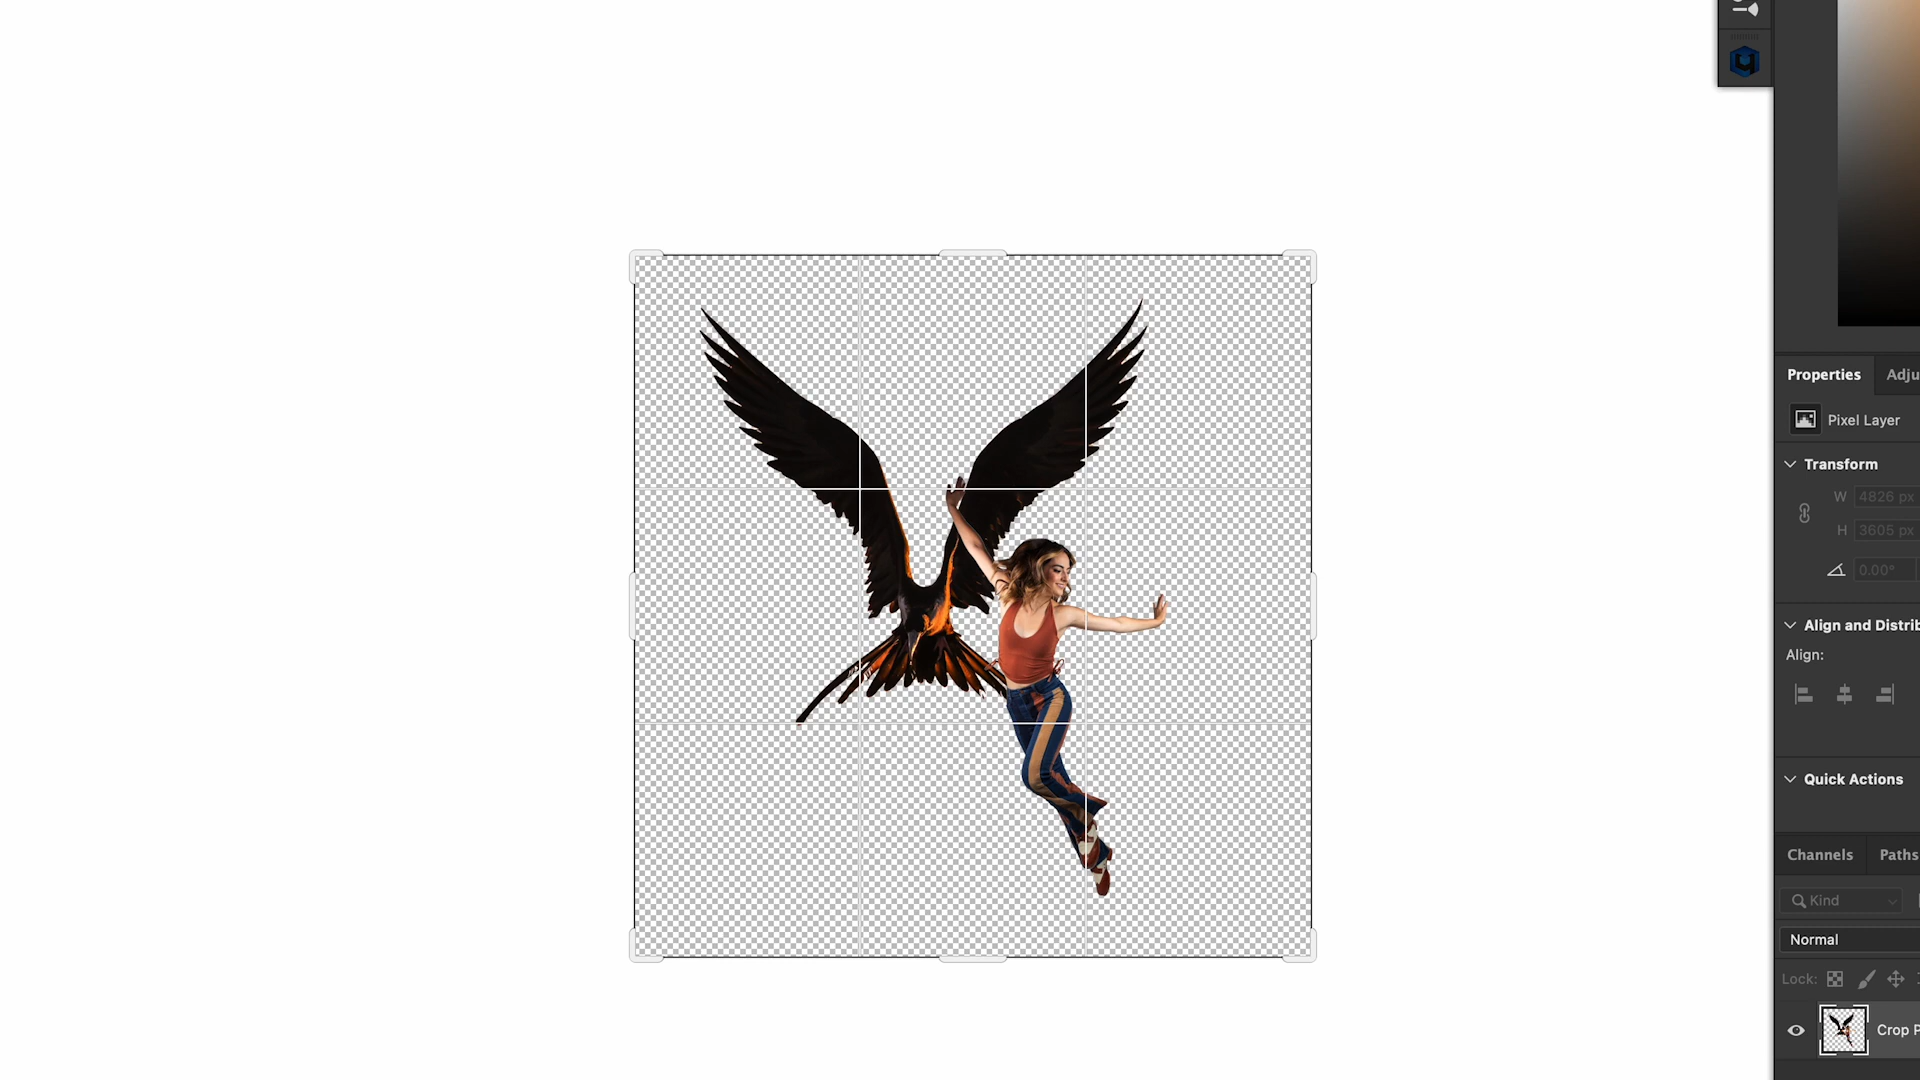 Properties
Adju
Pixel Layer
Transform
W 4826 px
H 3605 px
0.00°
Align and Distrib
Align:
Quick Actions
Channels
Paths
Kind
Normal
Lock:
Crop P